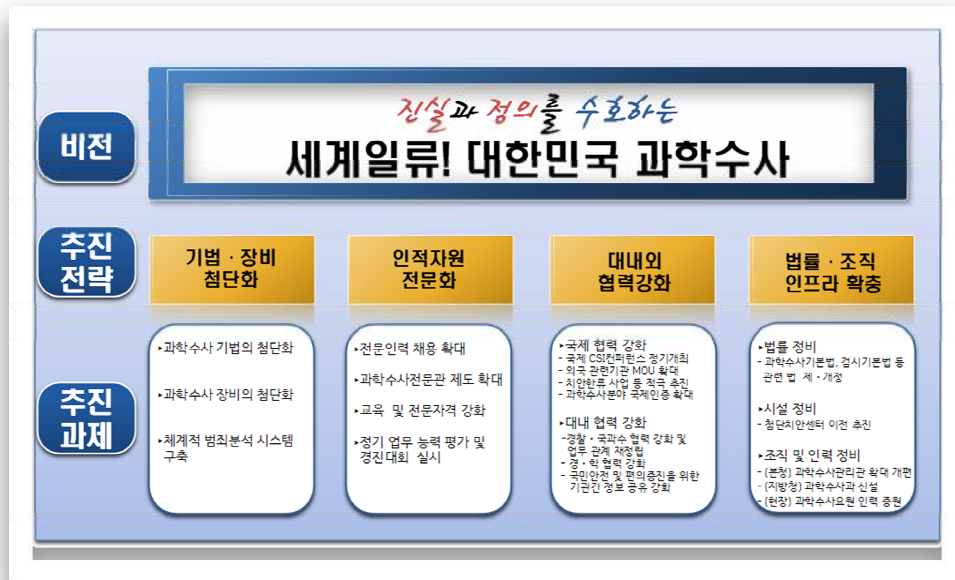 비전
진실과 정의를 수호하는
세계일류! 대한민국 과학수사
추진
전략
기법 · 장비
첨단화
인적자원
전문화
대내외
협력강화
법률 · 조직
인프라 확충
추진
과제
▸과학수사 기법의 첨단화
▸과학수사 장비의 첨단화
▸체계적 범죄분석 시스템
구축
▸전문인력 채용 확대
▸과학수사전문관 제도 확대
▸교육 및 전문자격 강화
▸정기 업무 능력 평가 및
경진대회 실시
▸국제 협력 강화
- 국제 CSI컨퍼런스 정기개최
- 외국 관련기관 MOU 확대
- 치안한류 사업 등 적극 추진
- 과학수사분야 국제인증 확대
▸대내 협력 강화
-경찰 · 국과수 협력 강화 및
업무 관계 재정립
- 경 · 학 협력 강화
- 국민안전 및 편의증진을 위한
기관간 정보 공유 강화
▸법률 정비
- 과학수사기본법, 검시기본법 등
관련 법 제 · 개정
▸시설 정비
- 첨단치안센터 이전 추진
▸조직 및 인력 정비
- (본청) 과학수사관리관 확대 개편
- (지방청) 과학수사과 신설
- (현장) 과학수사요원 인력 증원